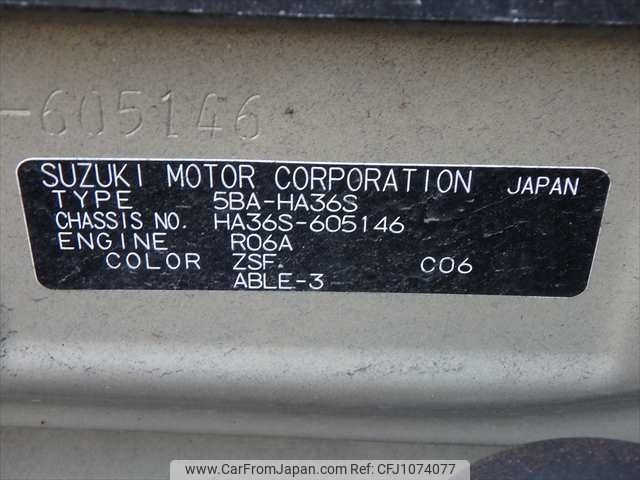 -605146
SUZUKI MOTOR CORPORATION JAPAN
TYPE 5BA-HA36S
CHASSIS NO. HA36S-605146
ENGINE R06A
COLOR ZSF. C06
ABLE-3
www.CarFromJapan.com - Ref No. CFJ1074077